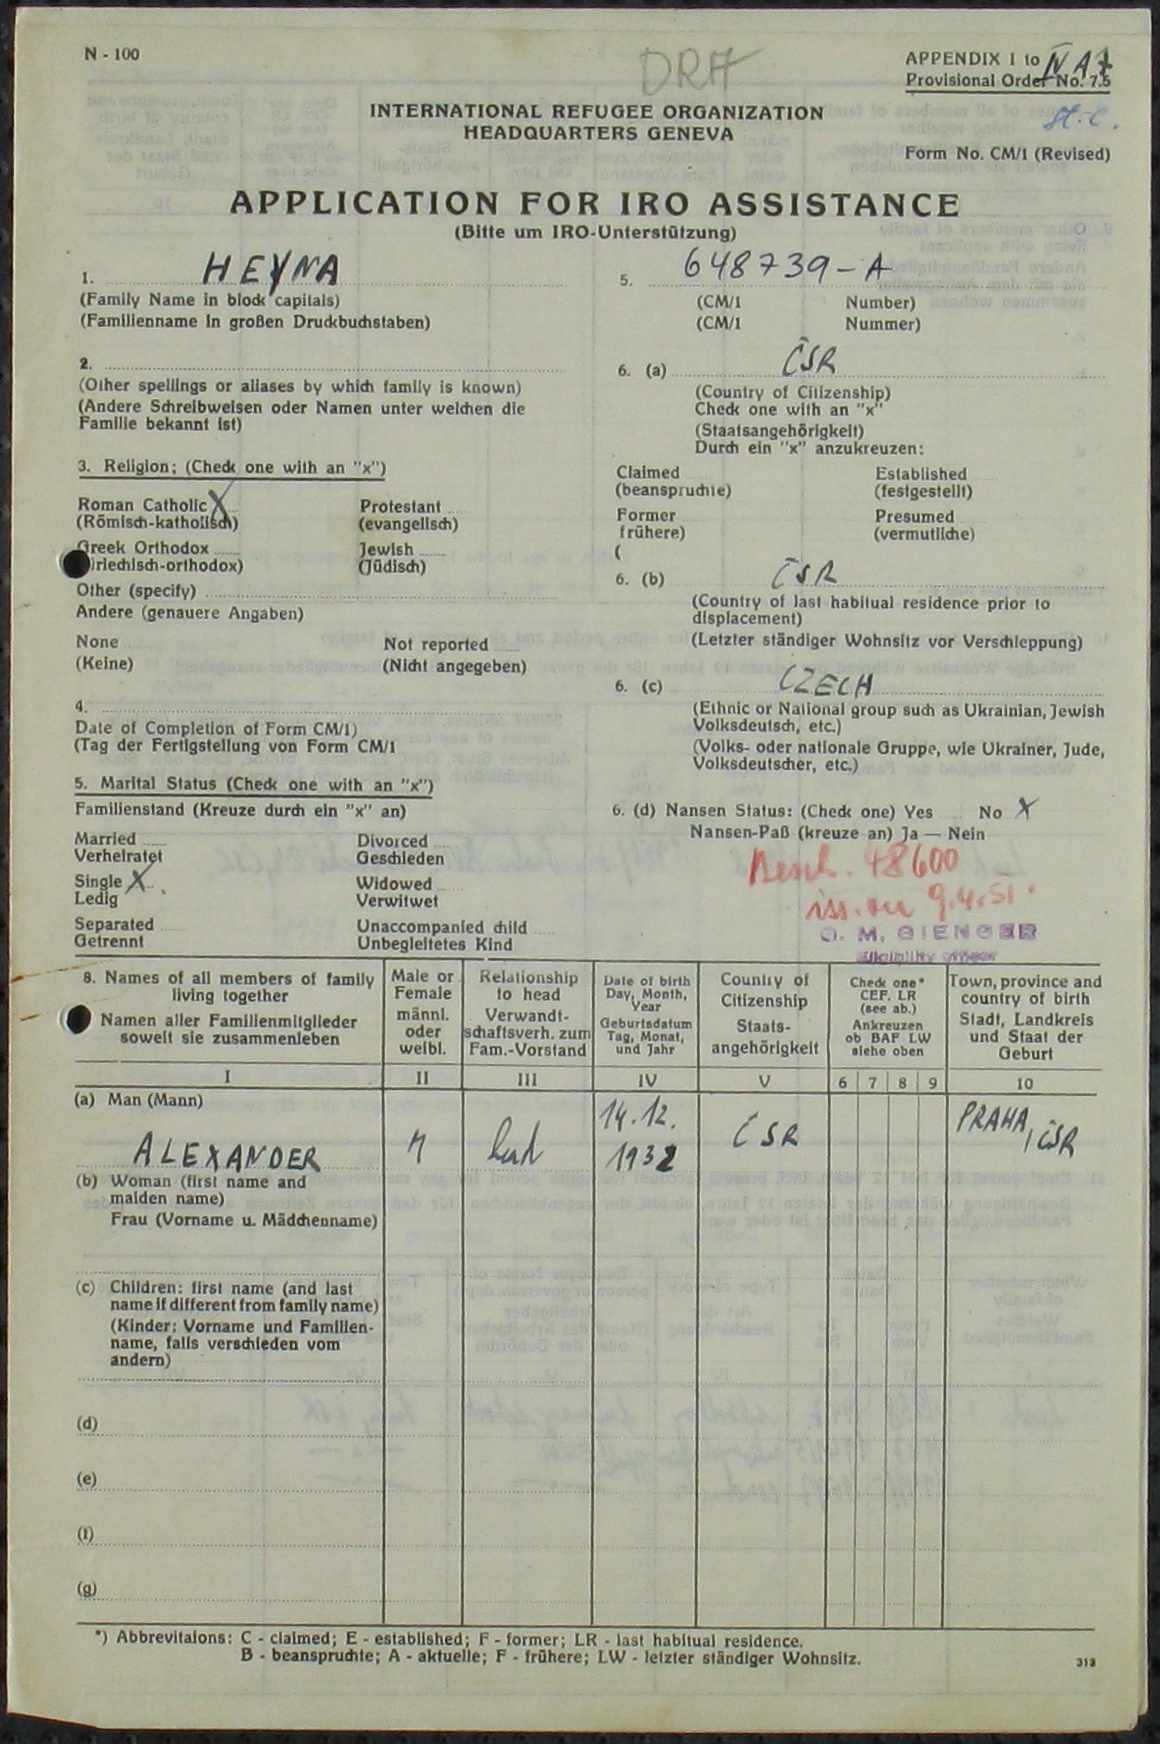 N - 100
DRA
APPENDIX I to IV A 7
Provisional Order No. 7.5
INTERNATIONAL REFUGEE ORGANIZATION
HEADQUARTERS GENEVA
St. C.
Form No. CM/1 (Revised)
APPLICATION FOR IRO ASSISTANCE
(Bitte um IRO-Unterstützung)
1. HEYNA
(Family Name in block capitals)
(Familienname in großen Druckbuchstaben)
5. 648739-A
(CM/1 Number)
(CM/1 Nummer)
2.
(Other spellings or aliases by which family is known)
(Andere Schreibweisen oder Namen unter welchen die
Familie bekannt ist)
6. (a) ČSR
(Country of Citizenship)
Check one with an "x"
(Staatsangehörigkeit)
Durch ein "x" anzukreuzen:
3. Religion; (Check one with an "x")
Roman Catholic X
(Römisch-katholisch)
Protestant
(evangelisch)
Greek Orthodox
riechisch-orthodox)
Jewish
(Jüdisch)
Other (specify)
Andere (genauere Angaben)
None
(Keine)
Not reported
(Nicht angegeben)
Claimed
(beanspruchte)
Established
(festgestellt)
Former
frühere)
(
Presumed
(vermutliche)
6. (b) ČSR
(Country of last habitual residence prior to
displacement)
(Letzter ständiger Wohnsitz vor Verschleppung)
6. (c) CZECH
(Ethnic or National group such as Ukrainian, Jewish
Volksdeutsch, etc.)
(Volks- oder nationale Gruppe, wie Ukrainer, Jude,
Volksdeutscher, etc.)
4.
Date of Completion of Form CM/1)
(Tag der Fertigstellung von Form CM/1
5. Marital Status (Check one with an "x")
Familienstand (Kreuze durch ein "x" an)
Married
Verheiratet
Divorced
Geschieden
Single X
Ledig
Widowed
Verwitwet
Separated
Getrennt
Unaccompanied child
Unbegleitetes Kind
6. (d) Nansen Status: (Check one) Yes No X
Nansen-Paß (kreuze an) Ja — Nein
Besch. 48600
iss. on 9.4.51.
O. M. GIENGER
Eligibility officer
8. Names of all members of family
living together
Namen aller Familienmitglieder
soweit sie zusammenleben
Male or
Female
männl.
oder
weibl.
Relationship
to head
Verwandt-
schaftsverh. zum
Fam.-Vorstand
Date of birth
Day, Month,
Year
Geburtsdatum
Tag, Monat,
und Jahr
Country of
Citizenship
Staats-
angehörigkeit
Check one*
CEF. LR
(see ab.)
Ankreuzen
ob BAF LW
siehe oben
Town, province and
country of birth
Stadt, Landkreis
und Staat der
Geburt
I II III IV V 6 7 8 9 10
(a) Man (Mann)
ALEXANDER M head 14.12.
1932 ČSR PRAHA, ČSR
(b) Woman (first name and
maiden name)
Frau (Vorname u. Mädchenname)
(c) Children: first name (and last
name if different from family name)
(Kinder: Vorname und Familien-
name, falls verschieden vom
andern)
(d)
(e)
(f)
(g)
*) Abbrevitaions: C - claimed; E - established; F - former; LR - last habitual residence.
B - beanspruchte; A - aktuelle; F - frühere; LW - letzter ständiger Wohnsitz.
313